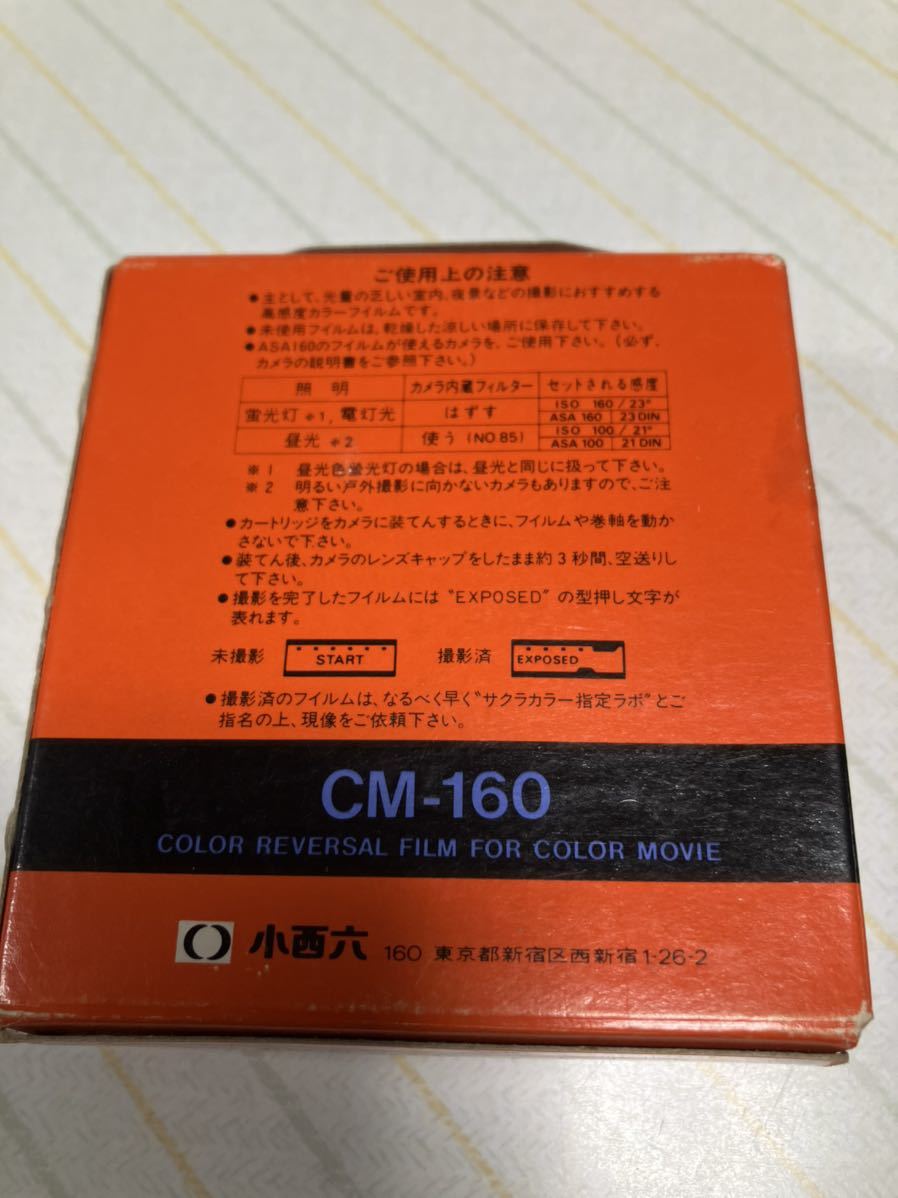 ご使用上の注意
●主として、光量の乏しい室内、夜景などの撮影におすすめする
高感度カラーフイルムです。
●未使用フイルムは、乾燥した涼しい場所に保存して下さい。
●ASA160のフイルムが使えるカメラを、ご使用下さい。(必ず、
カメラの説明書をご参照下さい。)
照 明 カメラ内蔵フィルター セットされる感度
蛍光灯※1, 電灯光 はずす ISO 160/23°
ASA 160 23 DIN
昼光 ※2 使う (NO.85) ISO 100/21°
ASA 100 21 DIN
※1 昼光色螢光灯の場合は、昼光と同じに扱って下さい。
※2 明るい戸外撮影に向かないカメラもありますので、ご注
意下さい。
●カートリッジをカメラに装てんするときに、フイルムや巻軸を動か
さないで下さい。
●装てん後、カメラのレンズキャップをしたまま約3秒間、空送りし
て下さい。
●撮影を完了したフイルムには “EXPOSED” の型押し文字が
表れます。
未撮影 START 撮影済 EXPOSED
●撮影済のフイルムは、なるべく早く“サクラカラー指定ラボ”とご
指名の上、現像をご依頼下さい。
CM-160
COLOR REVERSAL FILM FOR COLOR MOVIE
小西六 160 東京都新宿区西新宿1-26-2